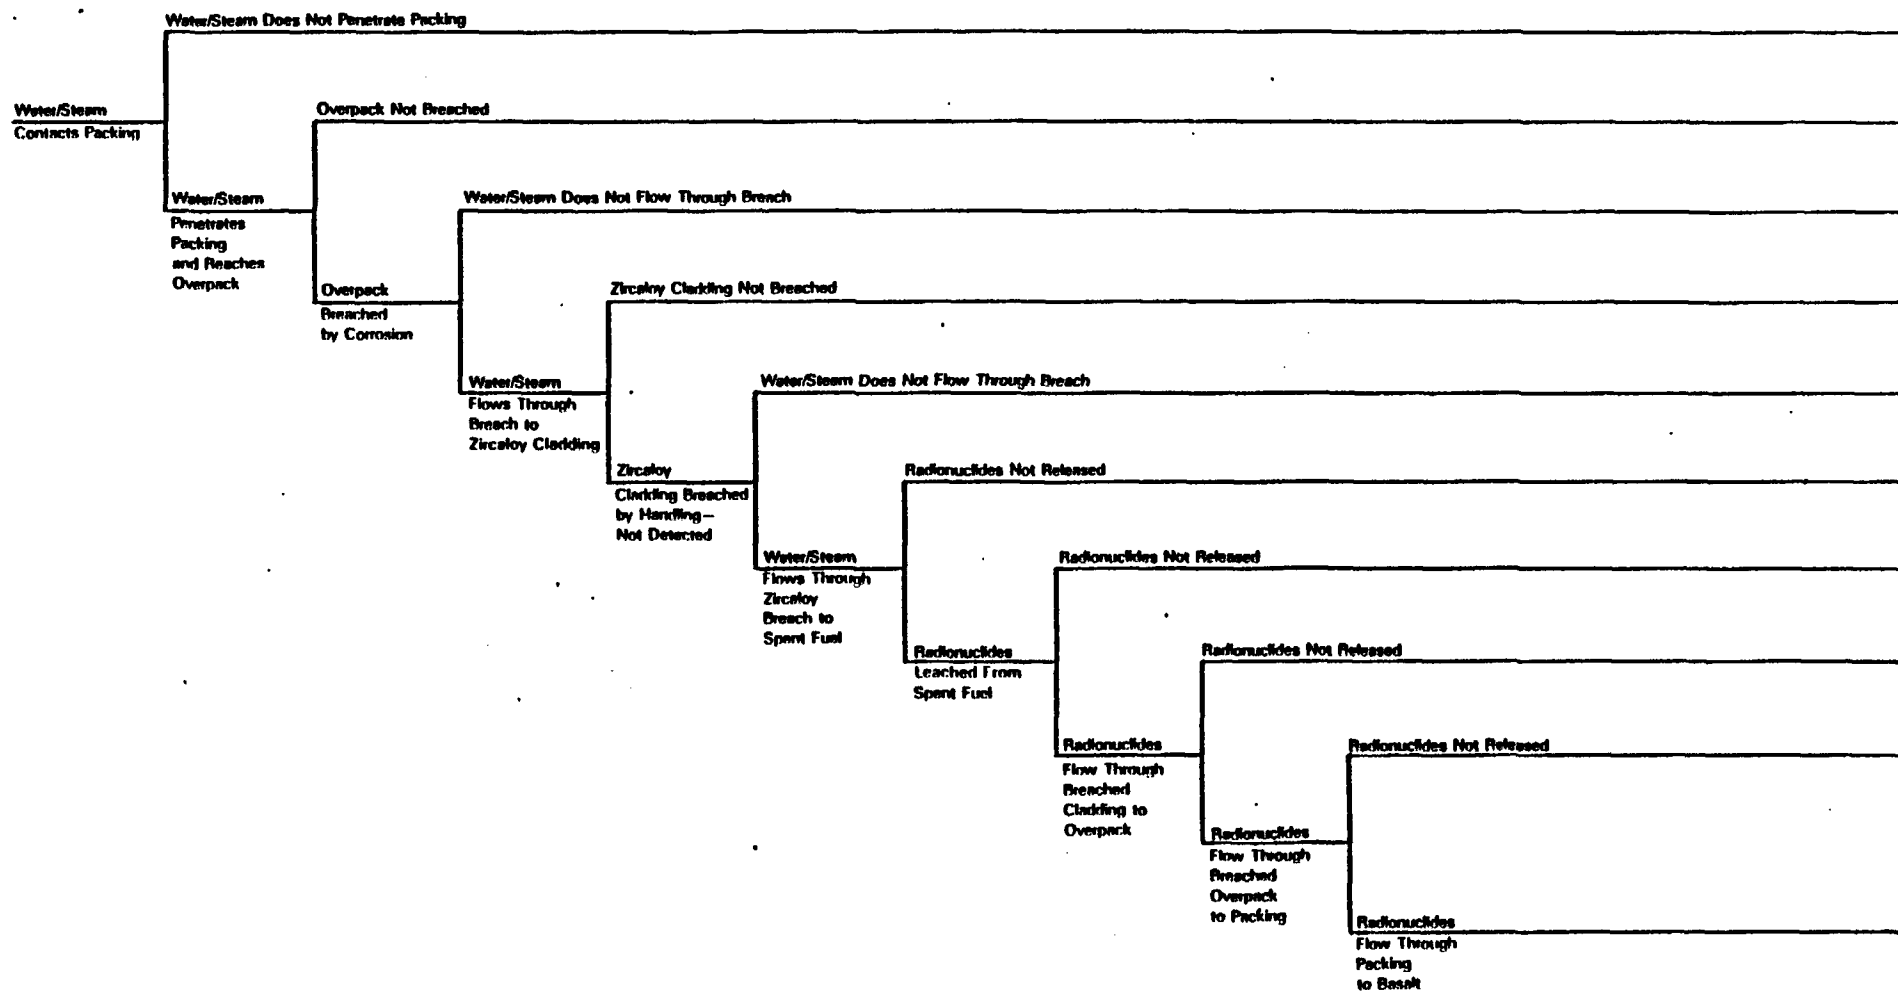 Water/Steam Does Not Penetrate Packing
Water/Steam
Contacts Packing
Overpack Not Breached
Water/Steam
Penetrates
Packing
and Reaches
Overpack
Water/Steam Does Not Flow Through Breach
Overpack
Breached
by Corrosion
Zircaloy Cladding Not Breached
Water/Steam
Flows Through
Breach to
Zircaloy Cladding
Water/Steam Does Not Flow Through Breach
Zircaloy
Cladding Breached
by Handling—
Not Detected
Radionuclides Not Released
Water/Steam
Flows Through
Zircaloy
Breach to
Spent Fuel
Radionuclides Not Released
Radionuclides
Leached From
Spent Fuel
Radionuclides Not Released
Radionuclides
Flow Through
Breached
Cladding to
Overpack
Radionuclides Not Released
Radionuclides
Flow Through
Breached
Overpack
to Packing
Radionuclides
Flow Through
Packing
to Basalt